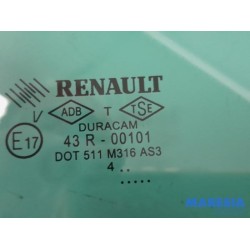 RENAULT
V ADB T TSE
DURACAM
E17 43 R - 00101
DOT 511 M316 AS3
4 ..
.....